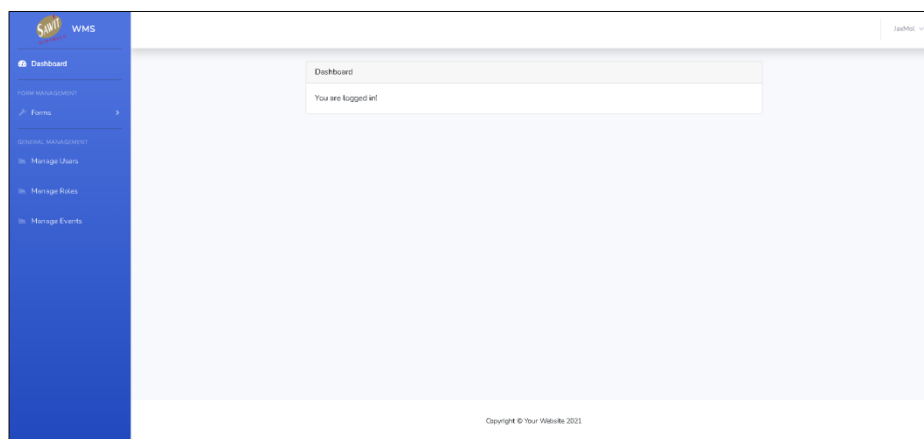 SAWIT
WMS
JaxMol
Dashboard
FORM MANAGEMENT
Forms
GENERAL MANAGEMENT
Manage Users
Manage Roles
Manage Events
Dashboard
You are logged in!
Copyright © Your Website 2021